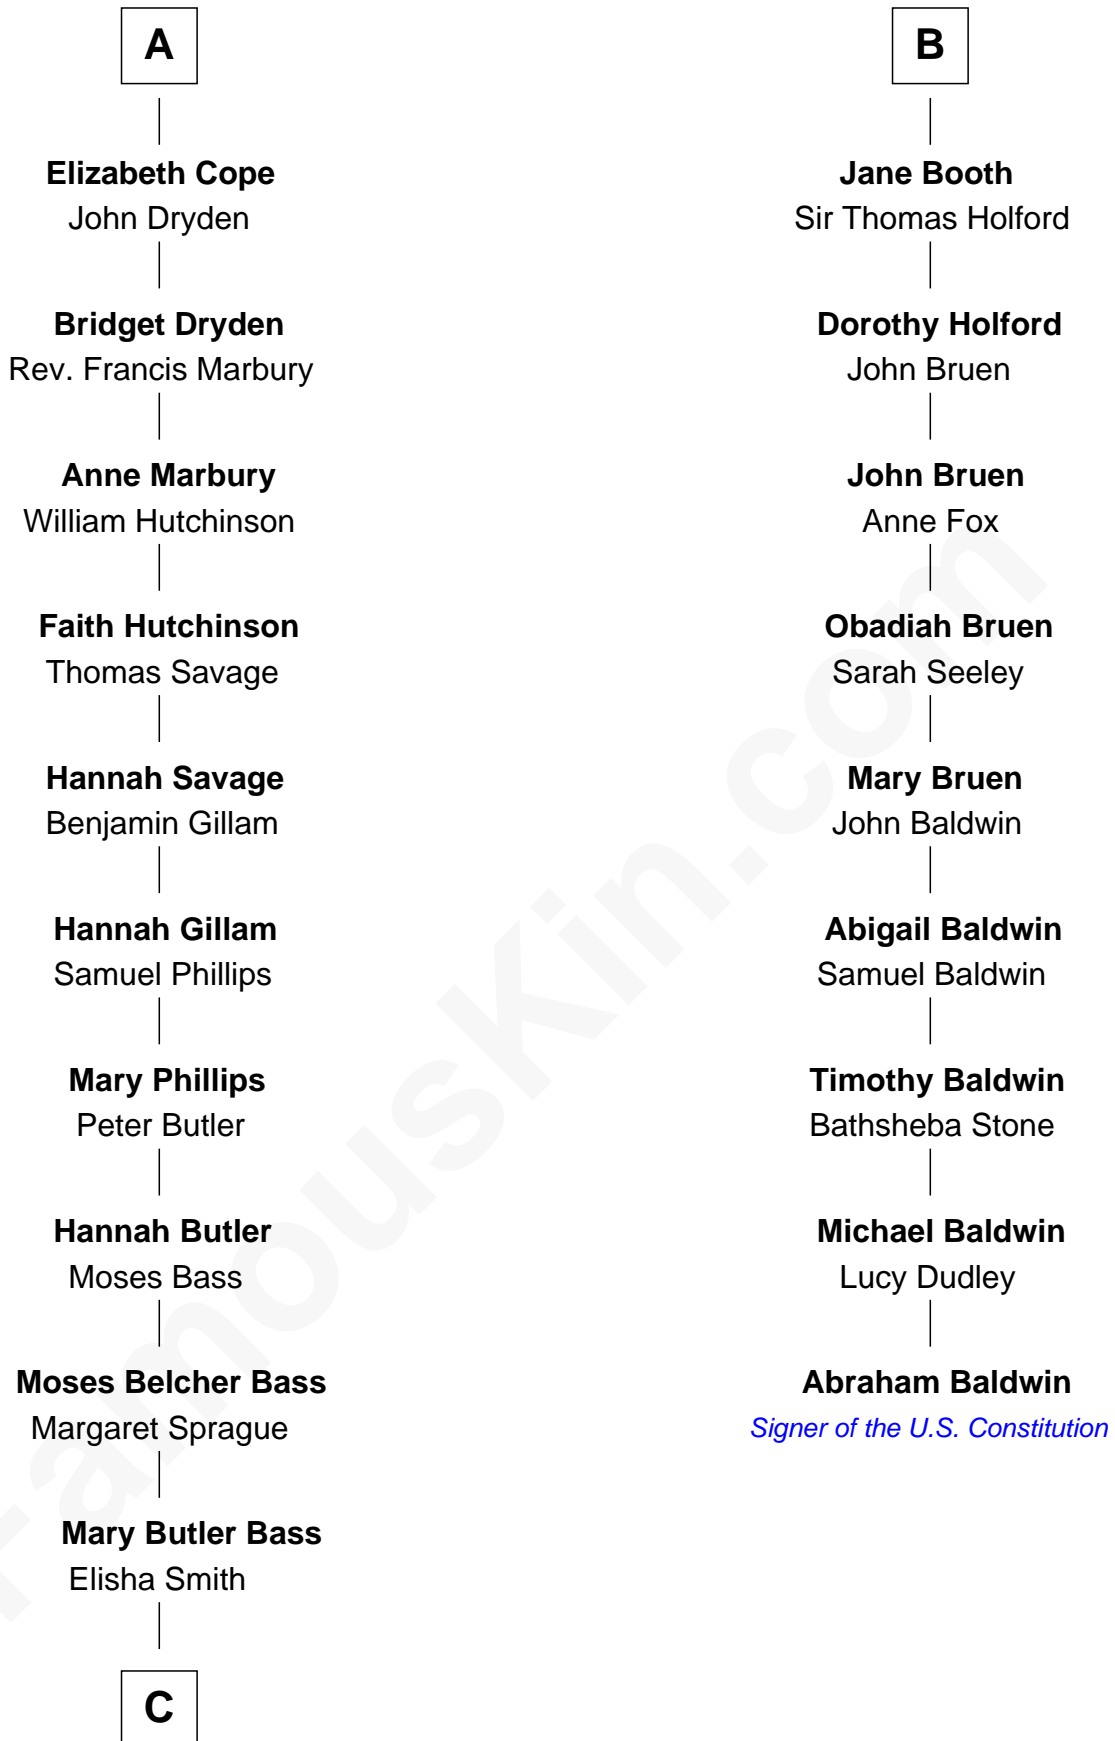 A
Elizabeth Cope
John Dryden
Bridget Dryden
Rev. Francis Marbury
Anne Marbury
William Hutchinson
Faith Hutchinson
Thomas Savage
Hannah Savage
Benjamin Gillam
Hannah Gillam
Samuel Phillips
Mary Phillips
Peter Butler
Hannah Butler
Moses Bass
Moses Belcher Bass
Margaret Sprague
Mary Butler Bass
Elisha Smith
C
B
Jane Booth
Sir Thomas Holford
Dorothy Holford
John Bruen
John Bruen
Anne Fox
Obadiah Bruen
Sarah Seeley
Mary Bruen
John Baldwin
Abigail Baldwin
Samuel Baldwin
Timothy Baldwin
Bathsheba Stone
Michael Baldwin
Lucy Dudley
Abraham Baldwin
Signer of the U.S. Constitution
FamousKin.com